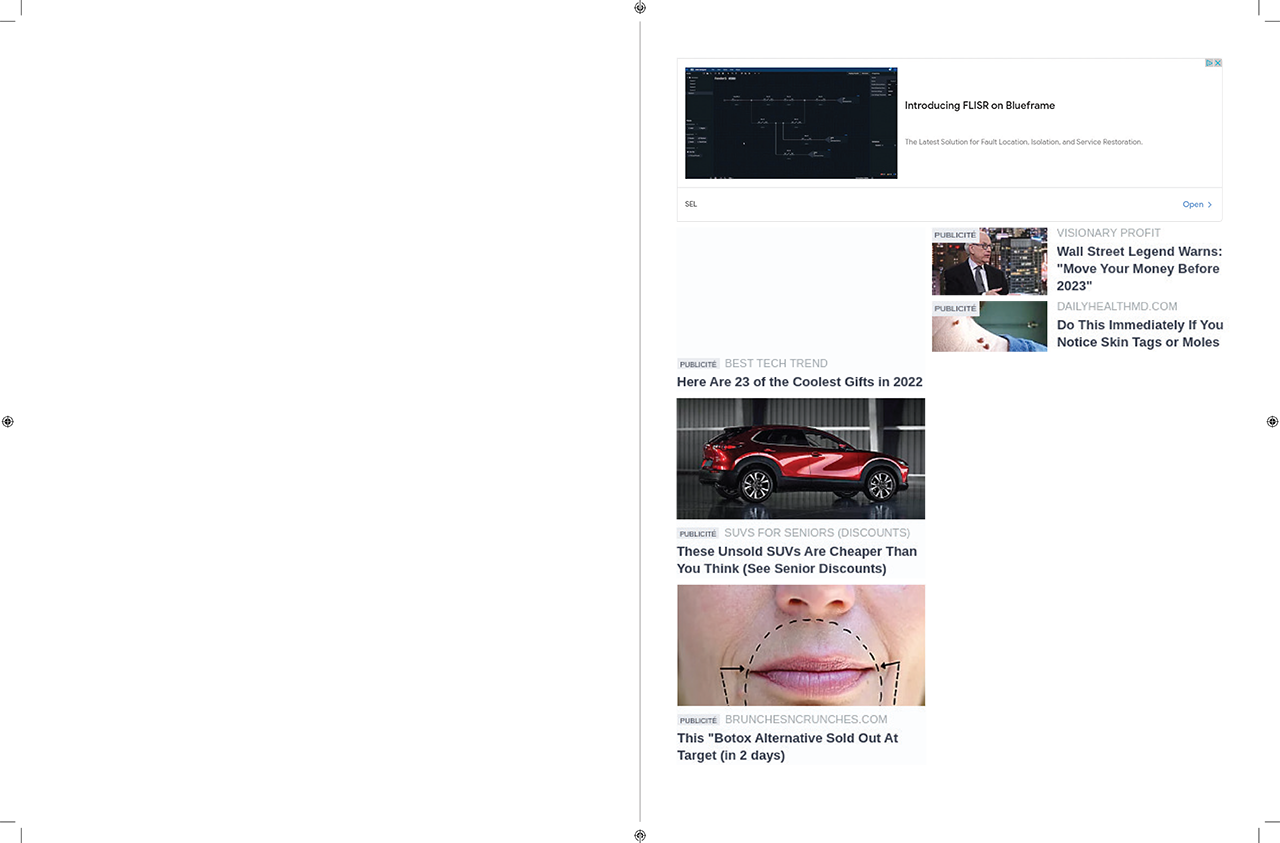 Introducing FLISR on Blueframe
The Latest Solution for Fault Location, Isolation, and Service Restoration.
SEL
Open
PUBLICITÉ
VISIONARY PROFIT
Wall Street Legend Warns:
"Move Your Money Before
2023"
PUBLICITÉ
DAILYHEALTHMD.COM
Do This Immediately If You
Notice Skin Tags or Moles
PUBLICITÉ BEST TECH TREND
Here Are 23 of the Coolest Gifts in 2022
PUBLICITÉ SUVS FOR SENIORS (DISCOUNTS)
These Unsold SUVs Are Cheaper Than
You Think (See Senior Discounts)
PUBLICITÉ BRUNCHESNCRUNCHES.COM
This "Botox Alternative Sold Out At
Target (in 2 days)